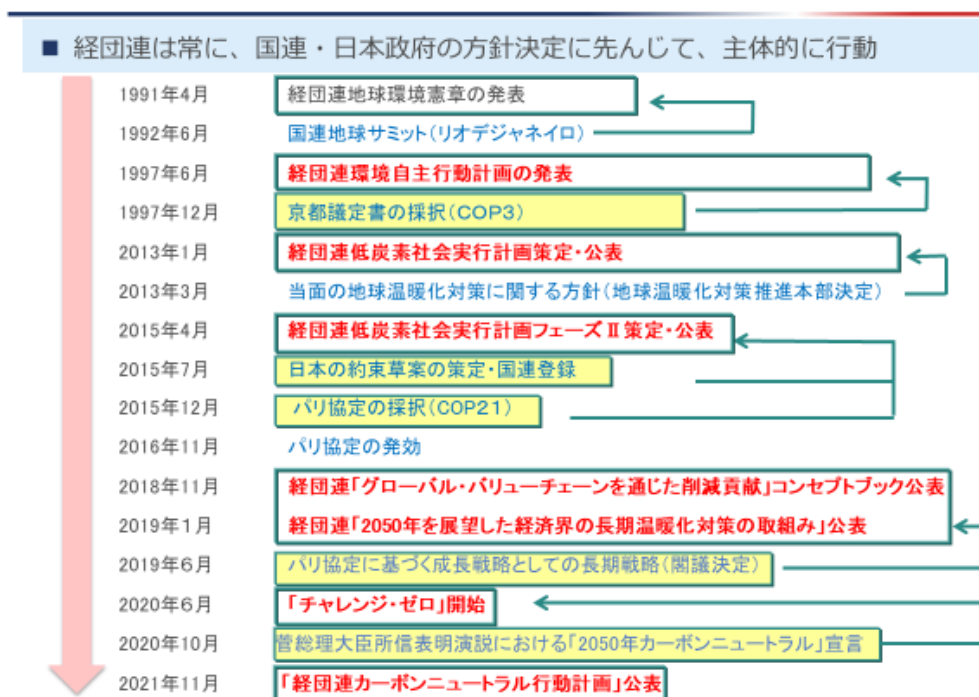 ■ 経団連は常に、国連・日本政府の方針決定に先んじて、主体的に行動
1991年4月 経団連地球環境憲章の発表
1992年6月 国連地球サミット(リオデジャネイロ)
1997年6月 経団連環境自主行動計画の発表
1997年12月 京都議定書の採択(COP3)
2013年1月 経団連低炭素社会実行計画策定・公表
2013年3月 当面の地球温暖化対策に関する方針(地球温暖化対策推進本部決定)
2015年4月 経団連低炭素社会実行計画フェーズⅡ策定・公表
2015年7月 日本の約束草案の策定・国連登録
2015年12月 パリ協定の採択(COP21)
2016年11月 パリ協定の発効
2018年11月 経団連「グローバル・バリューチェーンを通じた削減貢献」コンセプトブック公表
2019年1月 経団連「2050年を展望した経済界の長期温暖化対策の取組み」公表
2019年6月 パリ協定に基づく成長戦略としての長期戦略(閣議決定)
2020年6月 「チャレンジ・ゼロ」開始
2020年10月 菅総理大臣所信表明演説における「2050年カーボンニュートラル」宣言
2021年11月 「経団連カーボンニュートラル行動計画」公表